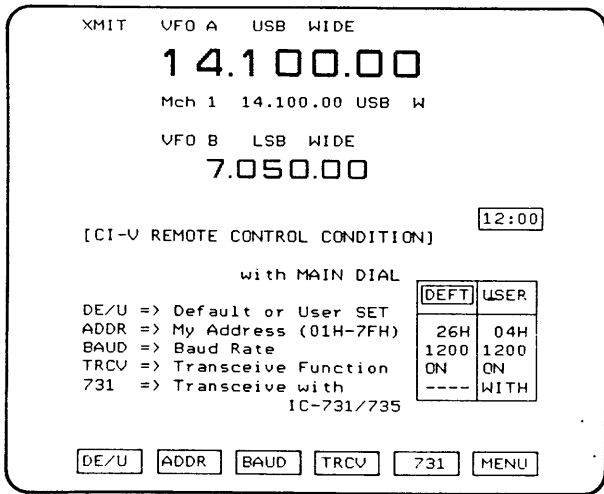 XMIT VFO A USB WIDE
14.100.00
Mch 1 14.100.00 USB W
VFO B LSB WIDE
7.050.00
12:00
[CI-V REMOTE CONTROL CONDITION]
with MAIN DIAL
DEFT USER
DE/U => Default or User SET
ADDR => My Address (01H-7FH) 26H 04H
BAUD => Baud Rate 1200 1200
TRCV => Transceive Function ON ON
731 => Transceive with ---- WITH
IC-731/735
DE/U ADDR BAUD TRCV 731 MENU